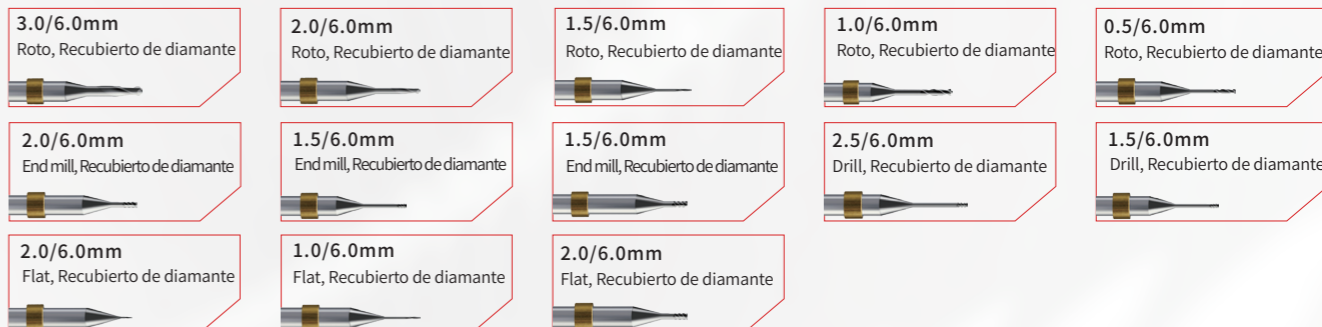 3.0/6.0mm
Roto, Recubierto de diamante
2.0/6.0mm
Roto, Recubierto de diamante
1.5/6.0mm
Roto, Recubierto de diamante
1.0/6.0mm
Roto, Recubierto de diamante
0.5/6.0mm
Roto, Recubierto de diamante
2.0/6.0mm
End mill, Recubierto de diamante
1.5/6.0mm
End mill, Recubierto de diamante
1.5/6.0mm
End mill, Recubierto de diamante
2.5/6.0mm
Drill, Recubierto de diamante
1.5/6.0mm
Drill, Recubierto de diamante
2.0/6.0mm
Flat, Recubierto de diamante
1.0/6.0mm
Flat, Recubierto de diamante
2.0/6.0mm
Flat, Recubierto de diamante